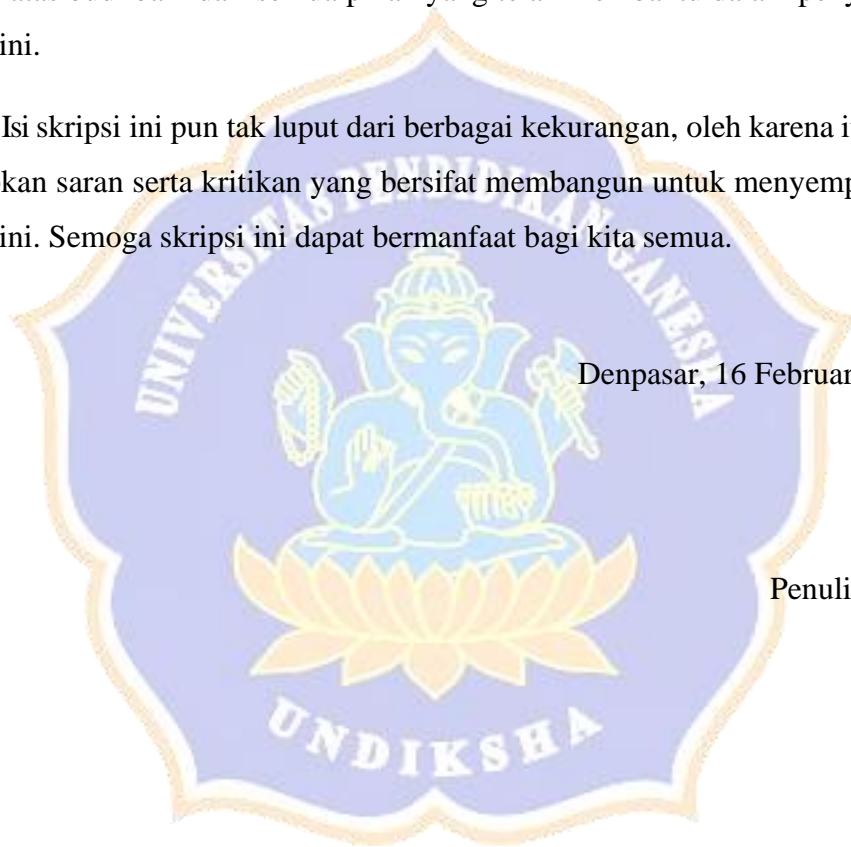 ini.
Isi skripsi ini pun tak luput dari berbagai kekurangan, oleh karena
kan saran serta kritikan yang bersifat membangun untuk
ini. Semoga skripsi ini dapat bermanfaat bagi kita semua.
UNIVERSITAS PENDIDIKAN GANESHA
Denpasar, 16 Februar
Penuli
UNDIKSHA